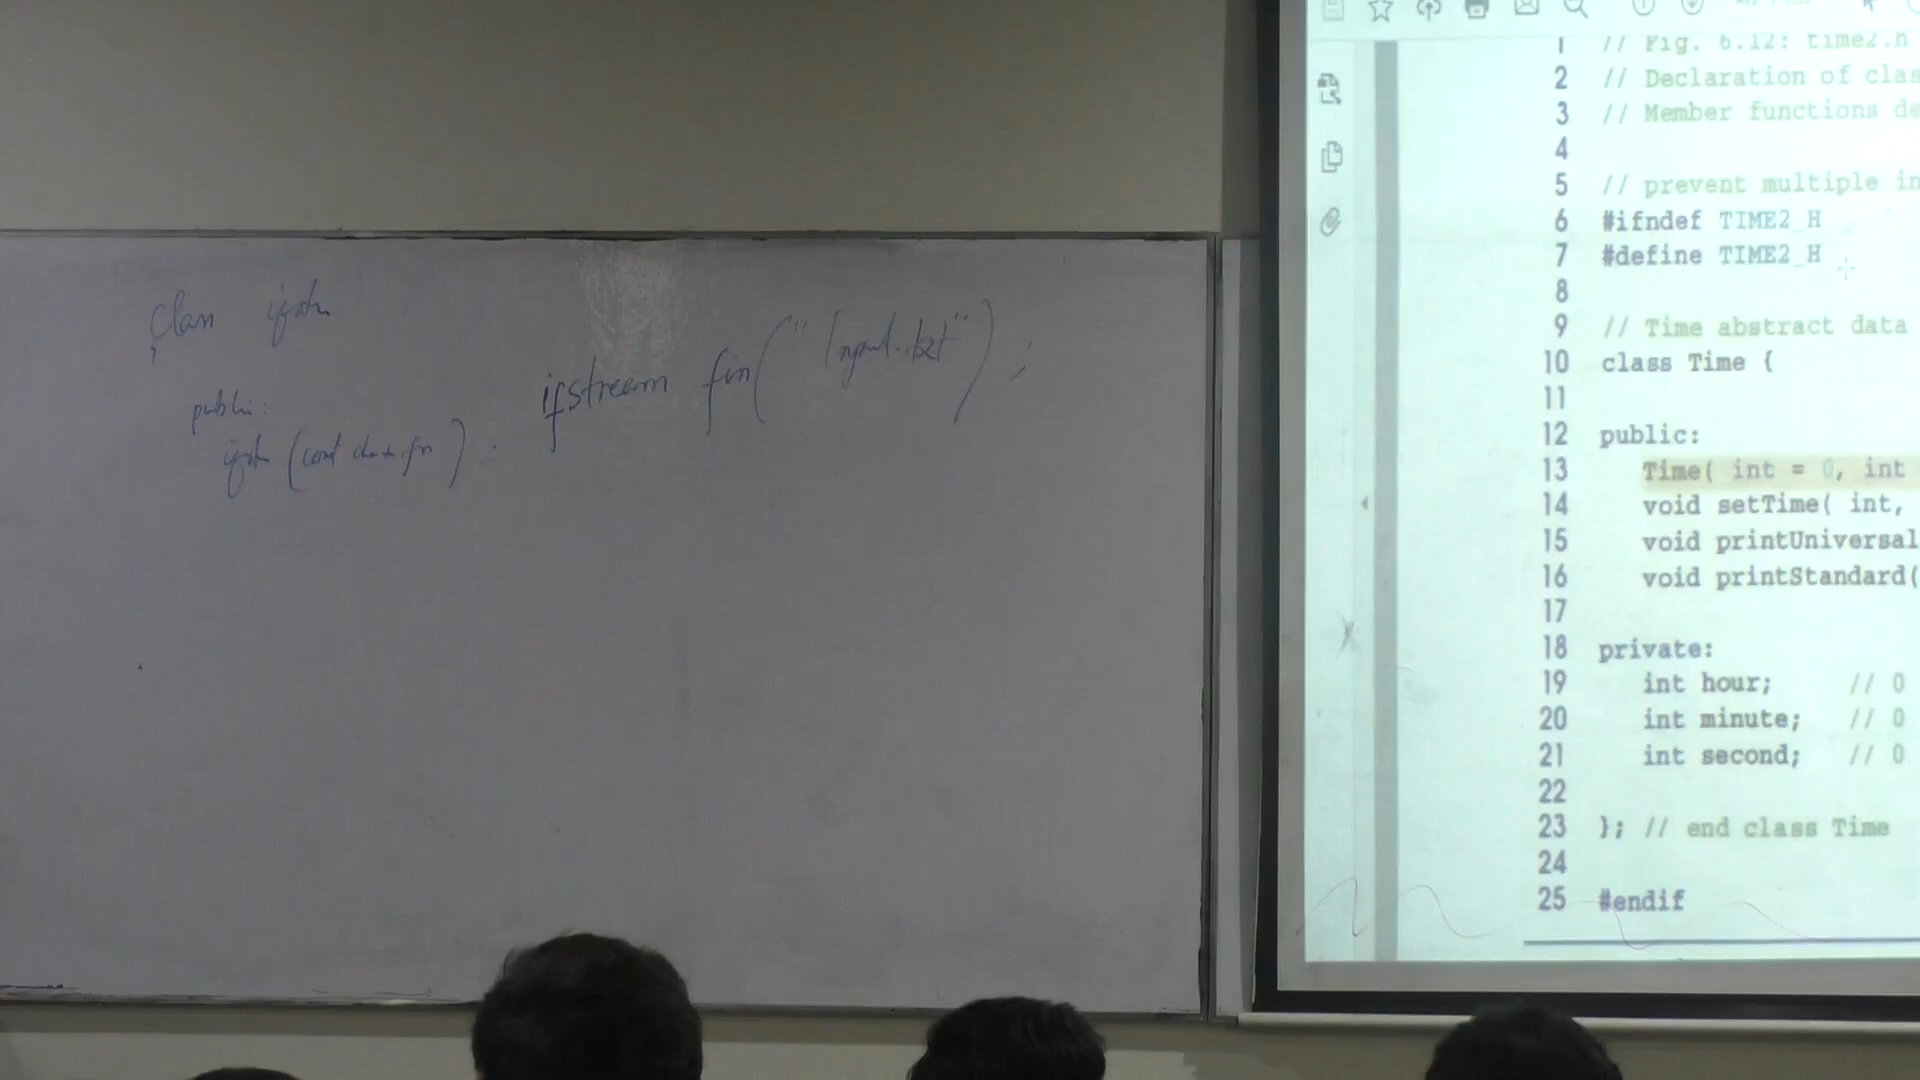 class ifstr
{
public:
ifstr (const char * fn) ;
ifstream fin("Input.txt") ;
1 // Fig. 6.12: time2.h
2 // Declaration of clas
3 // Member functions de
4
5 // prevent multiple in
6 #ifndef TIME2_H
7 #define TIME2_H
8
9 // Time abstract data
10 class Time {
11
12 public:
13 Time( int = 0, int
14 void setTime( int,
15 void printUniversal
16 void printStandard(
17
18 private:
19 int hour; // 0
20 int minute; // 0
21 int second; // 0
22
23 }; // end class Time
24
25 #endif